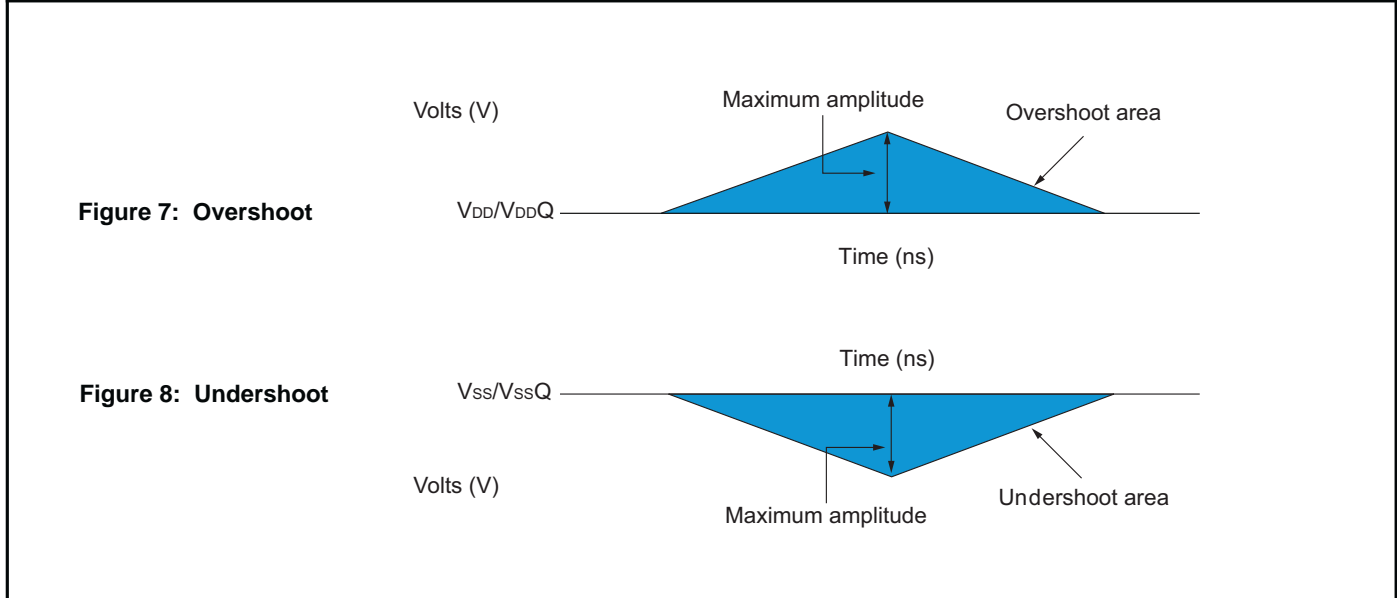 Volts (V)
Maximum amplitude
Overshoot area
Figure 7: Overshoot
VDD/VDDQ
Time (ns)
Time (ns)
Figure 8: Undershoot
VSS/VSSQ
Volts (V)
Undershoot area
Maximum amplitude